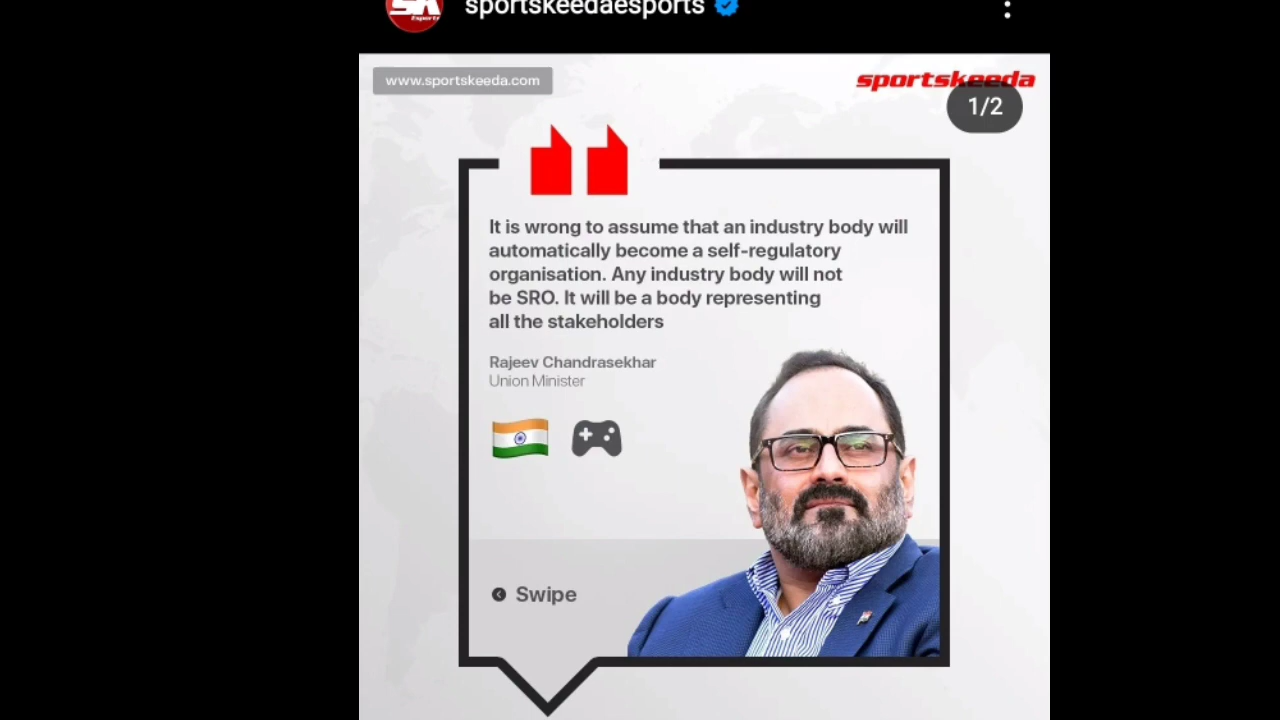 sportskeedaesports
SK
Esports
www.sportskeeda.com
sportskeeda
1/2
It is wrong to assume that an industry body will
automatically become a self-regulatory
organisation. Any industry body will not
be SRO. It will be a body representing
all the stakeholders
Rajeev Chandrasekhar
Union Minister
Swipe